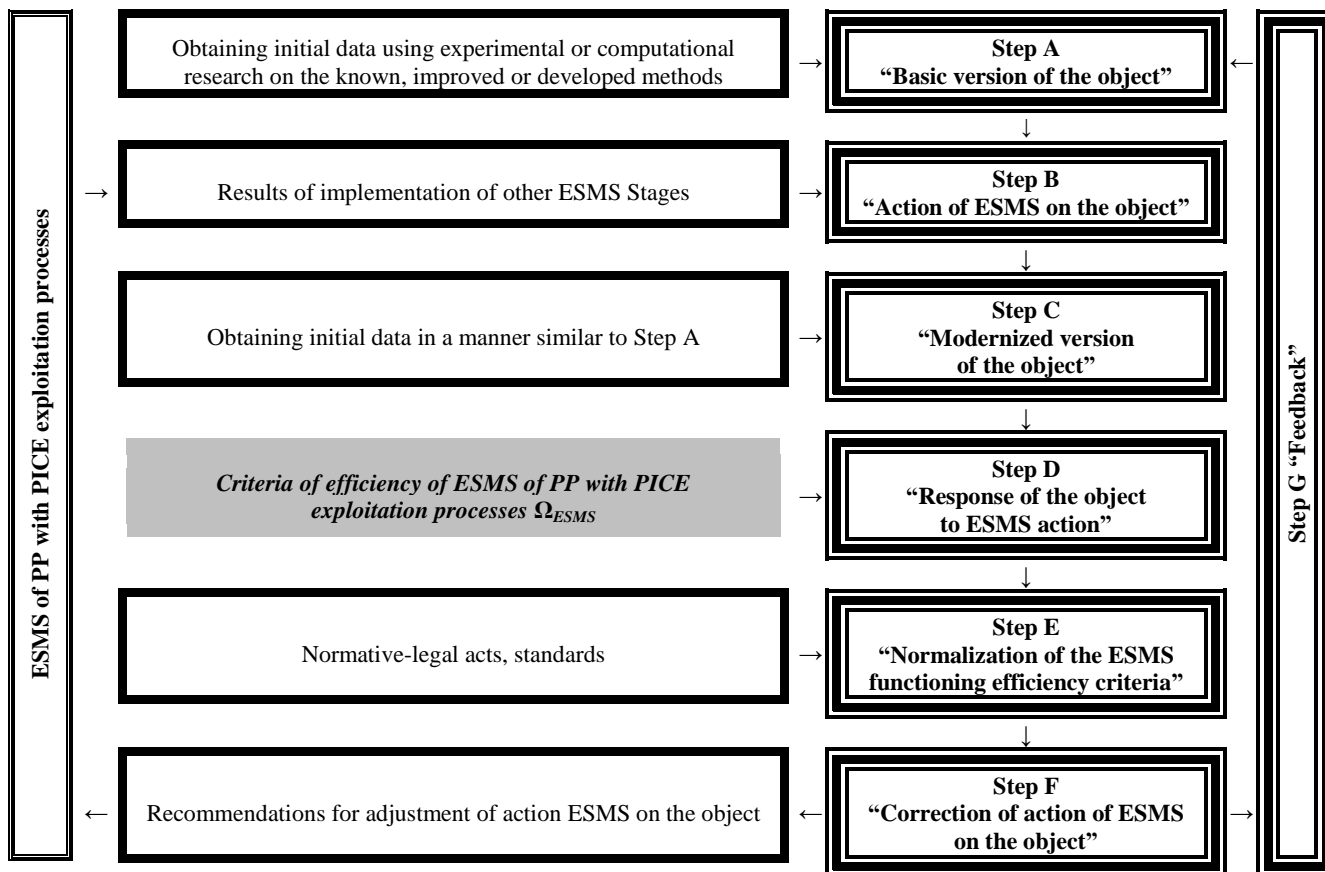 ESMS of PP with PICE exploitation processes
Obtaining initial data using experimental or computational
research on the known, improved or developed methods
→
Step A
“Basic version of the object”
←
↓
→
Results of implementation of other ESMS Stages
→
Step B
“Action of ESMS on the object”
↓
Obtaining initial data in a manner similar to Step A
→
Step C
“Modernized version
of the object”
↓
Criteria of efficiency of ESMS of PP with PICE
exploitation processes Ω_ESMS
→
Step D
“Response of the object
to ESMS action”
↓
Normative-legal acts, standards
→
Step E
“Normalization of the ESMS
functioning efficiency criteria”
↓
←
Recommendations for adjustment of action ESMS on the object
←
Step F
“Correction of action of ESMS
on the object”
→
Step G “Feedback”